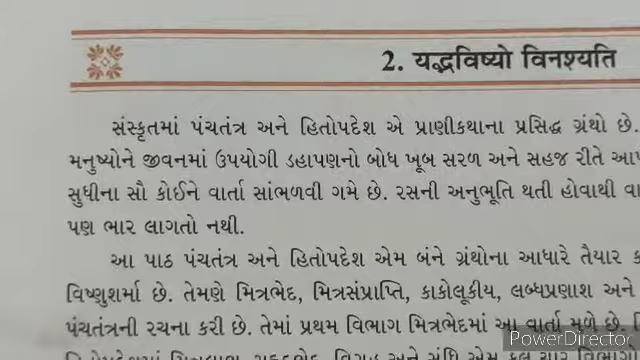 2. यद्भविष्यो विनश्यति
સંસ્કૃતમાં પંચતંત્ર અને હિતોપદેશ એ પ્રાણીકથાના પ્રસિદ્ધ ગ્રંથો છે.
મનુષ્યોને જીવનમાં ઉપયોગી ડહાપણનો બોધ ખૂબ સરળ અને સહજ રીતે
સુધીના સૌ કોઈને વાર્તા સાંભળવી ગમે છે. રસની અનુભૂતિ થતી હોવાથી
પણ ભાર લાગતો નથી.
આ પાઠ પંચતંત્ર અને હિતોપદેશ એમ બંને ગ્રંથોના આધારે તૈયાર
વિષ્ણુશર્મા છે. તેમણે મિત્રભેદ, મિત્રસંપ્રાપ્તિ, કાકોલૂકીય, લબ્ધપ્રણાશ અને
પંચતંત્રની રચના કરી છે. તેમાં પ્રથમ વિભાગ મિત્રભેદમાં આ વાર્તા મળે છે.
PowerDirector